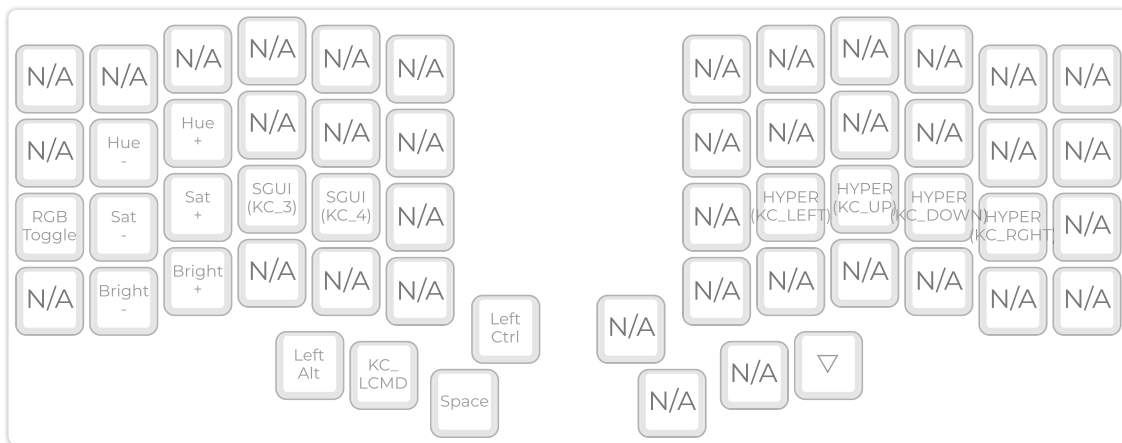 N/A N/A N/A N/A N/A N/A N/A N/A N/A N/A N/A N/A
N/A Hue
- Hue
+ N/A N/A N/A N/A N/A N/A N/A N/A N/A
RGB
Toggle Sat
- Sat
+ SGUI
(KC_3) SGUI
(KC_4) N/A N/A HYPER
(KC_LEFT) HYPER
(KC_UP) HYPER
(KC_DOWN) HYPER
(KC_RGHT) N/A
N/A Bright
- Bright
+ N/A N/A N/A N/A N/A N/A N/A N/A N/A
Left
Alt KC_
LCMD Left
Ctrl Space N/A N/A N/A ▽